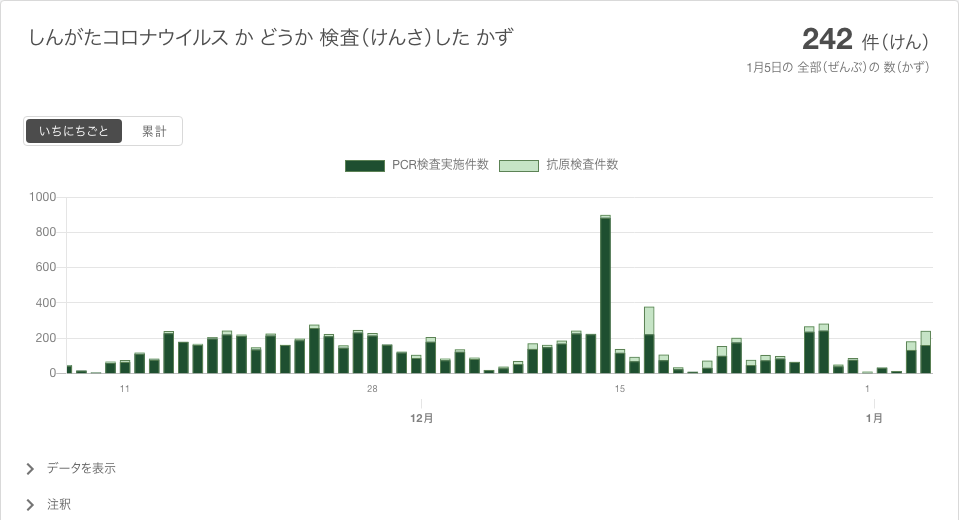 しんがたコロナウイルス か どうか 検査（けんさ）した かず
242 件（けん）
1月5日の 全部（ぜんぶ）の 数（かず）
いちにちごと 累計
PCR検査実施件数 抗原検査件数
1000
800
600
400
200
0
11 28 15 1
12月 1月
データを表示
注釈